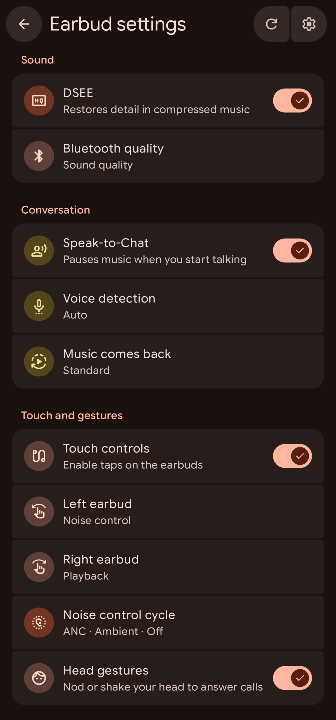 Earbud settings
Sound
HQ
DSEE
Restores detail in compressed music
Bluetooth quality
Sound quality
Conversation
Speak-to-Chat
Pauses music when you start talking
Voice detection
Auto
Music comes back
Standard
Touch and gestures
Touch controls
Enable taps on the earbuds
Left earbud
Noise control
Right earbud
Playback
Noise control cycle
ANC · Ambient · Off
Head gestures
Nod or shake your head to answer calls